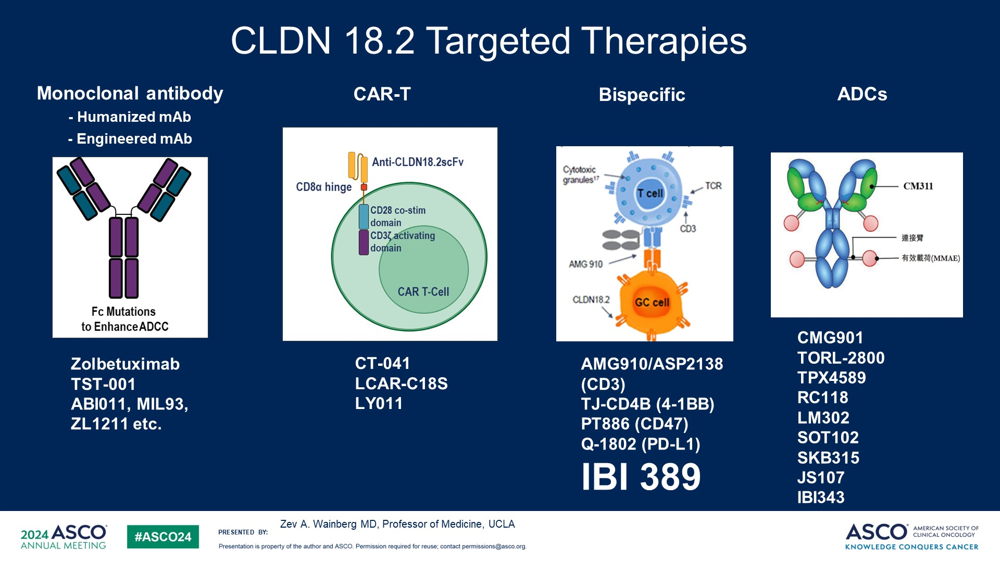 CLDN 18.2 Targeted Therapies
Monoclonal antibody
- Humanized mAb
- Engineered mAb
Fc Mutations
to Enhance ADCC
Zolbetuximab
TST-001
ABI011, MIL93,
ZL1211 etc.
CAR-T
Anti-CLDN18.2scFv
CD8α hinge
CD28 co-stim
domain
CD3ζ activating
domain
CAR T-Cell
CT-041
LCAR-C18S
LY011
Bispecific
Cytotoxic
granules17
T cell
TCR
CD3
AMG 910
CLDN18.2
GC cell
AMG910/ASP2138
(CD3)
TJ-CD4B (4-1BB)
PT886 (CD47)
Q-1802 (PD-L1)
IBI 389
ADCs
CM311
連接臂
有效載荷(MMAE)
CMG901
TORL-2800
TPX4589
RC118
LM302
SOT102
SKB315
JS107
IBI343
2024 ASCO®
ANNUAL MEETING
#ASCO24
PRESENTED BY:
Zev A. Wainberg MD, Professor of Medicine, UCLA
Presentation is property of the author and ASCO. Permission required for reuse; contact permissions@asco.org.
ASCO®
AMERICAN SOCIETY OF
CLINICAL ONCOLOGY
KNOWLEDGE CONQUERS CANCER